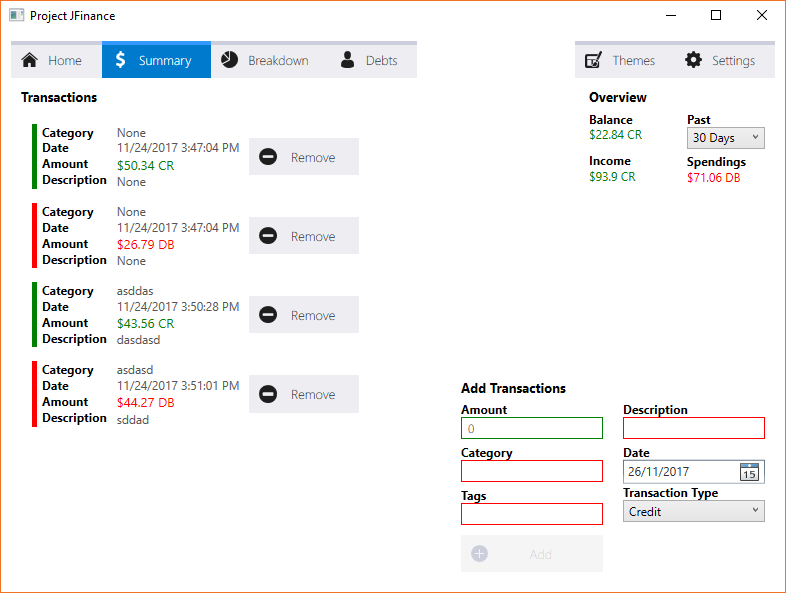 Project JFinance
Home Summary Breakdown Debts Themes Settings
Transactions
Category None
Date 11/24/2017 3:47:04 PM
Amount $50.34 CR
Description None
Remove
Category None
Date 11/24/2017 3:47:04 PM
Amount $26.79 DB
Description None
Remove
Category asddas
Date 11/24/2017 3:50:28 PM
Amount $43.56 CR
Description dasdasd
Remove
Category asdasd
Date 11/24/2017 3:51:01 PM
Amount $44.27 DB
Description sddad
Remove
Overview
Balance Past
$22.84 CR 30 Days
Income Spendings
$93.9 CR $71.06 DB
Add Transactions
Amount Description
0
Category Date
26/11/2017 15
Tags Transaction Type
Credit
Add